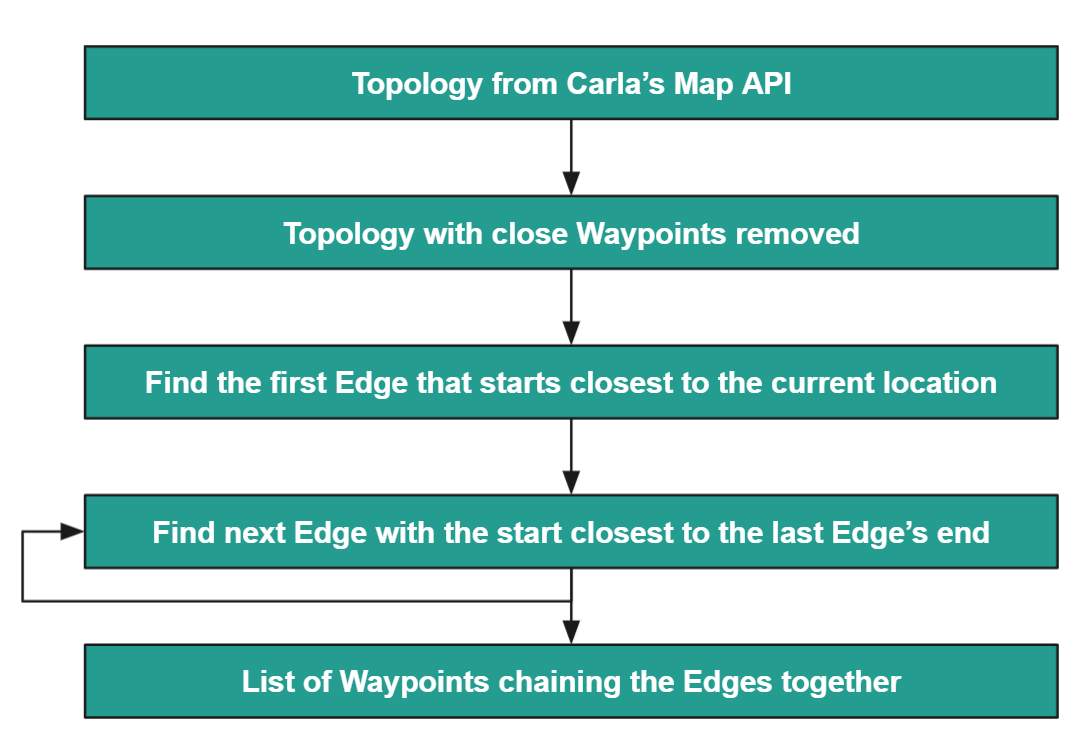 Topology from Carla’s Map API
Topology with close Waypoints removed
Find the first Edge that starts closest to the current location
Find next Edge with the start closest to the last Edge’s end
List of Waypoints chaining the Edges together